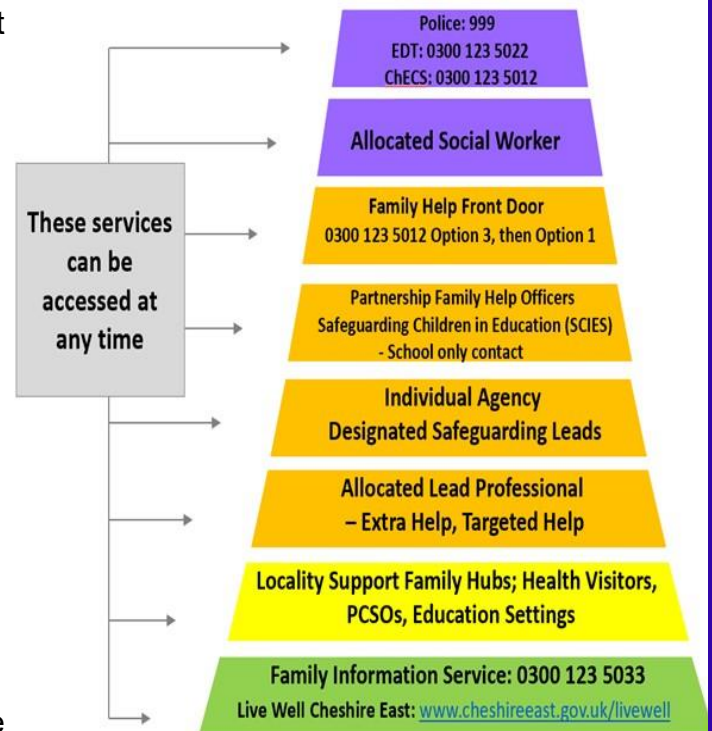 t
Police: 999
EDT: 0300 123 5022
ChECS: 0300 123 5012
Allocated Social Worker
These services
can be
accessed at
any time
Family Help Front Door
0300 123 5012 Option 3, then Option 1
Partnership Family Help Officers
Safeguarding Children in Education (SCIES)
- School only contact
Individual Agency
Designated Safeguarding Leads
Allocated Lead Professional
– Extra Help, Targeted Help
Locality Support Family Hubs; Health Visitors,
PCSOs, Education Settings
Family Information Service: 0300 123 5033
Live Well Cheshire East: www.cheshireeast.gov.uk/livewell
e